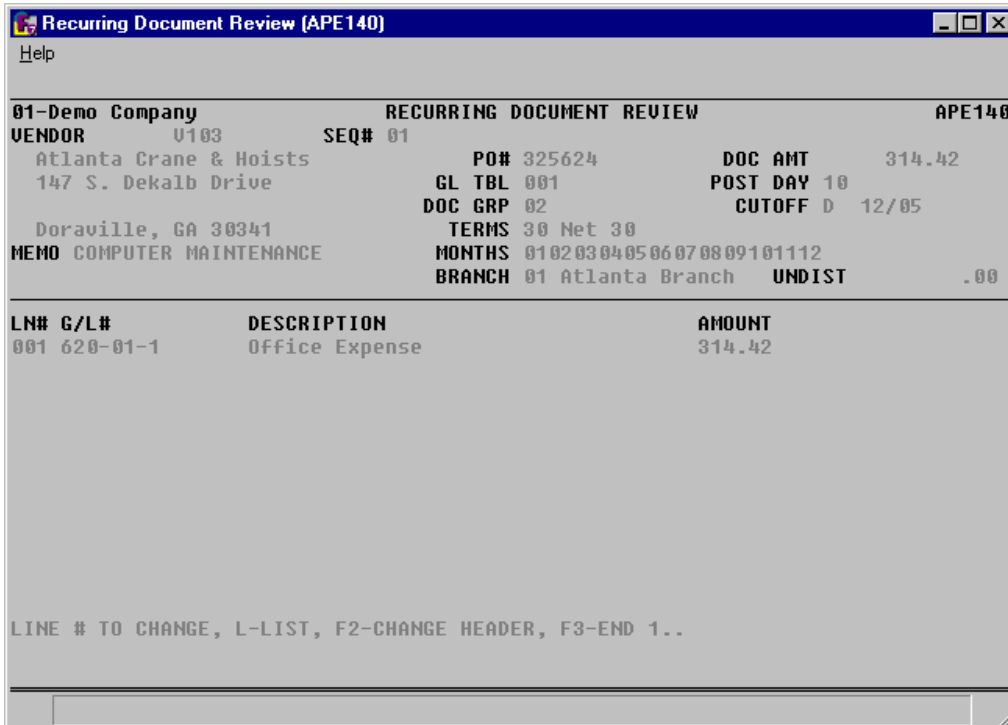 Recurring Document Review (APE140)
Help
01-Demo Company RECURRING DOCUMENT REVIEW APE140
VENDOR V103 SEQ# 01
Atlanta Crane & Hoists PO# 325624 DOC AMT 314.42
147 S. Dekalb Drive GL TBL 001 POST DAY 10
DOC GRP 02 CUTOFF D 12/05
Doraville, GA 30341 TERMS 30 Net 30
MEMO COMPUTER MAINTENANCE MONTHS 010203040506070809101112
BRANCH 01 Atlanta Branch UNDIST .00
LN# G/L# DESCRIPTION AMOUNT
001 620-01-1 Office Expense 314.42
LINE # TO CHANGE, L-LIST, F2-CHANGE HEADER, F3-END 1..